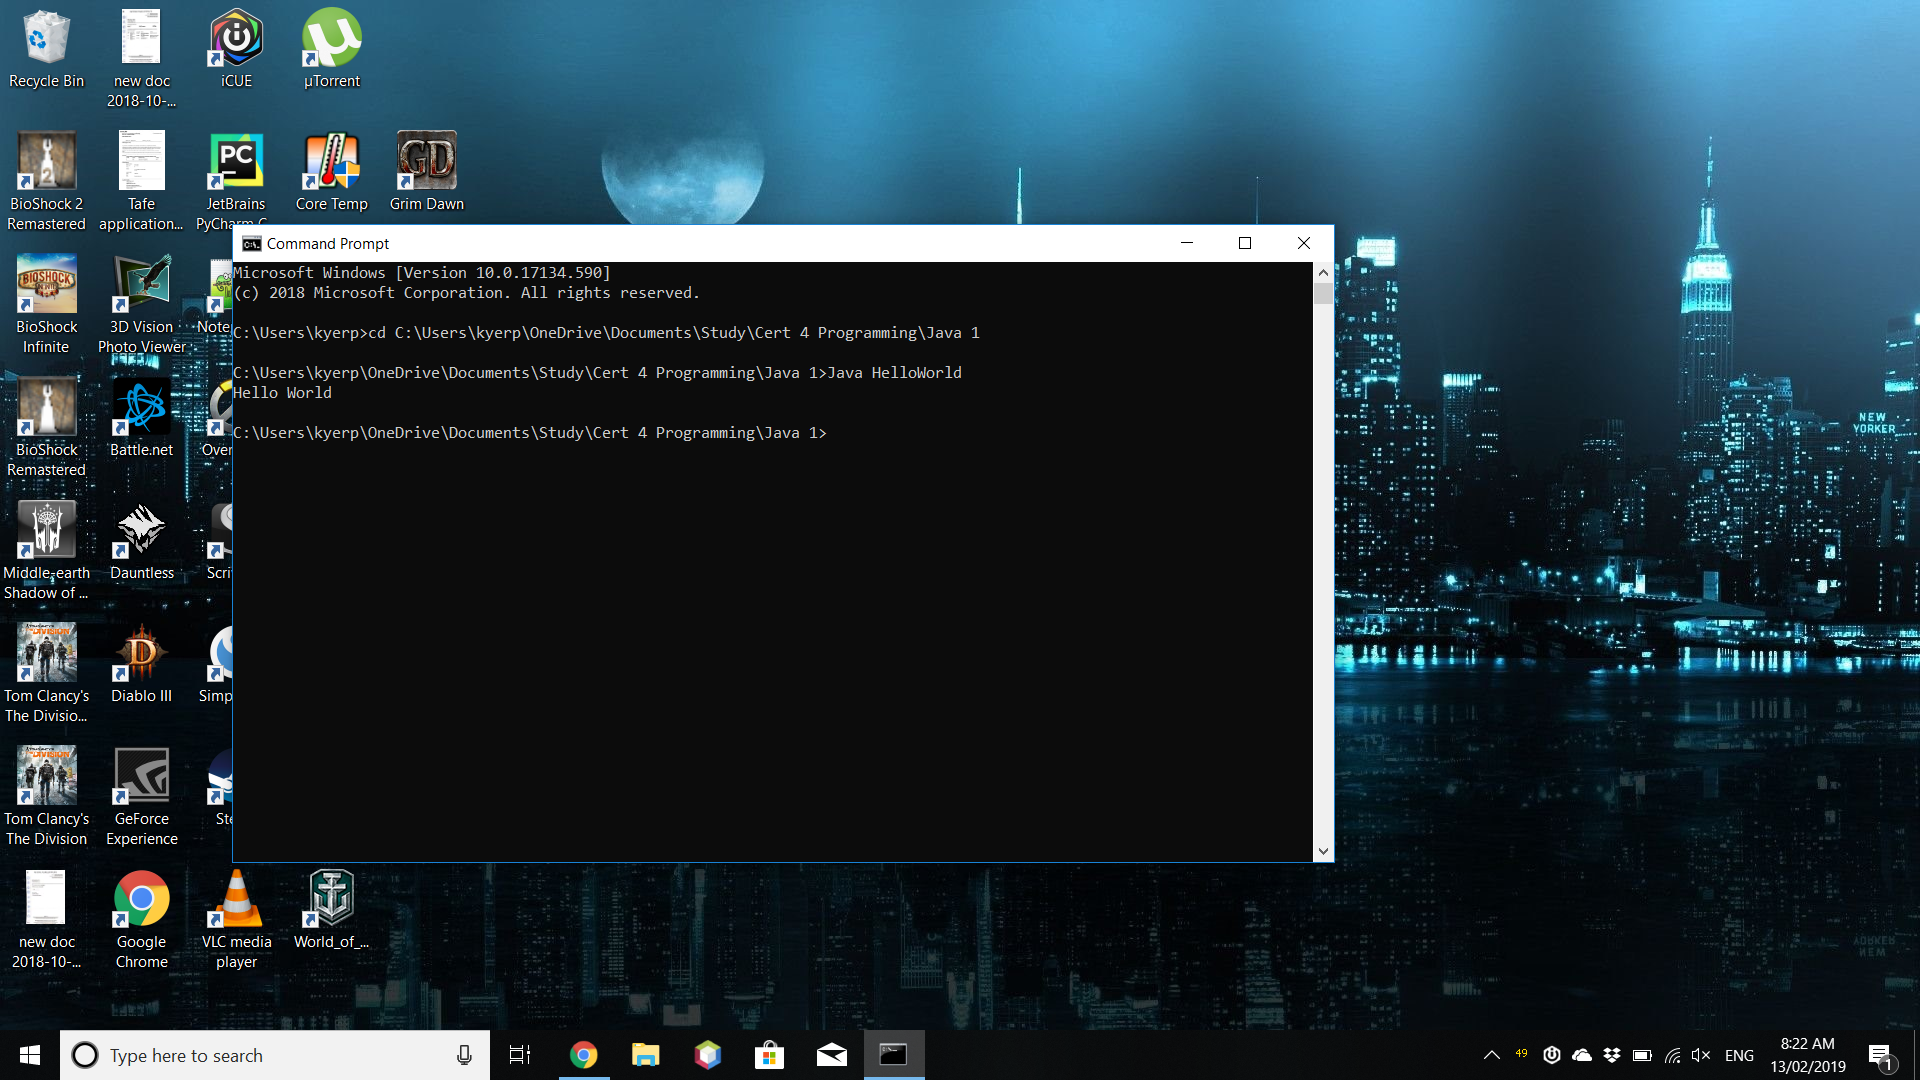 Recycle Bin
new doc
2018-10-...
iCUE
µTorrent
BioShock 2
Remastered
Tafe
application...
PC
JetBrains
PyCharm C
Core Temp
GD
Grim Dawn
Command Prompt
Microsoft Windows [Version 10.0.17134.590]
(c) 2018 Microsoft Corporation. All rights reserved.
C:\Users\kyerp>cd C:\Users\kyerp\OneDrive\Documents\Study\Cert 4 Programming\Java 1
C:\Users\kyerp\OneDrive\Documents\Study\Cert 4 Programming\Java 1>Java HelloWorld
Hello World
C:\Users\kyerp\OneDrive\Documents\Study\Cert 4 Programming\Java 1>
BIOSHOCK
BioShock
Infinite
3D Vision
Photo Viewer
Note
BioShock
Remastered
Battle.net
Over
Middle-earth
Shadow of ...
Dauntless
Scri
Tom Clancy's
The Divisio...
Diablo III
Simp
Tom Clancy's
The Division
GeForce
Experience
Ste
new doc
2018-10-...
Google
Chrome
VLC media
player
World_of_...
NEW
YORKER
Type here to search
49
ENG
8:22 AM
13/02/2019
1